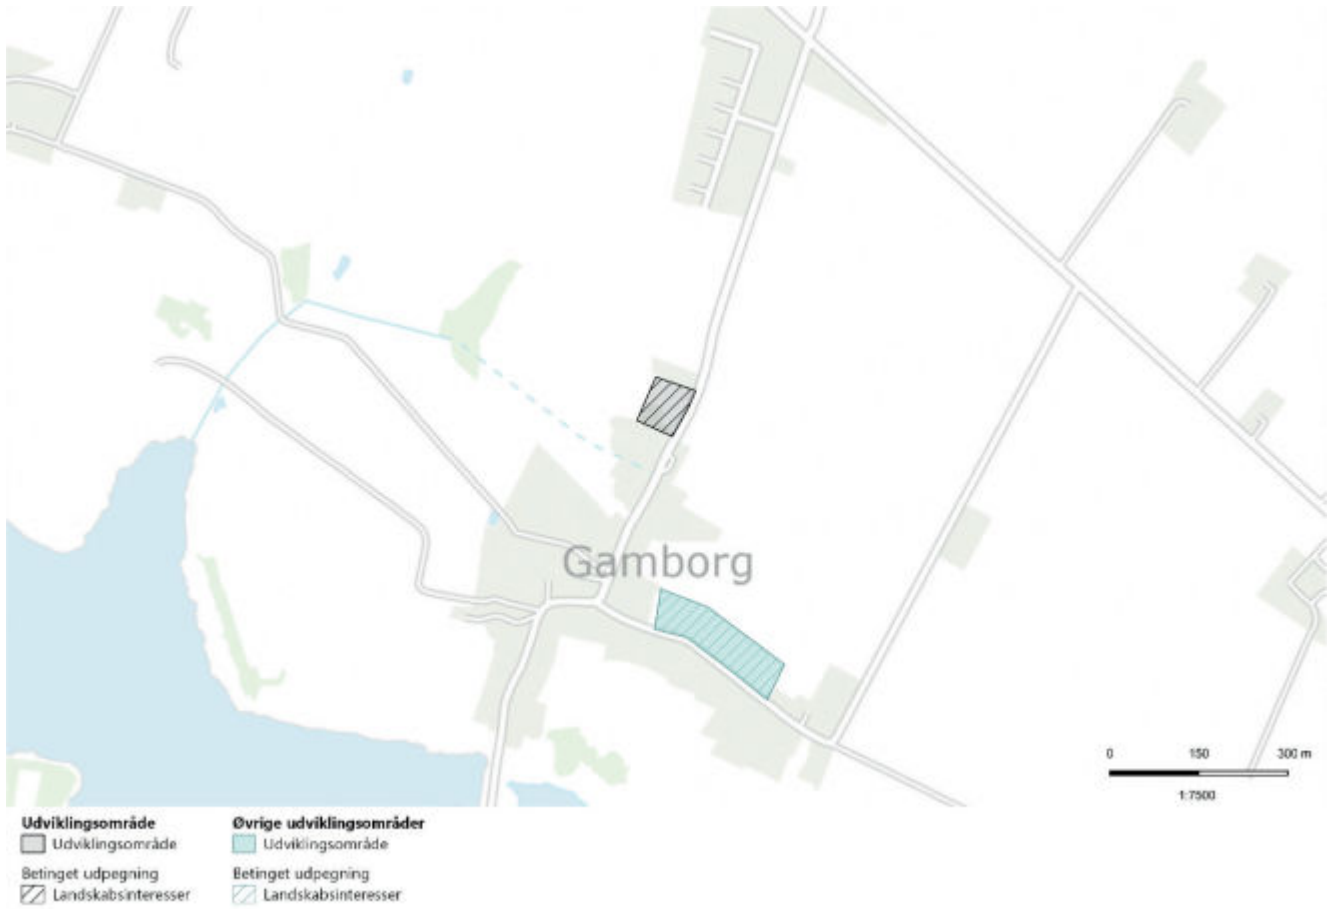 Gamborg
0 150 300 m
1:7500
Udviklingsområde
Udviklingsområde
Betinget udpegning
Landskabsinteresser
Øvrige udviklingsområder
Udviklingsområde
Betinget udpegning
Landskabsinteresser